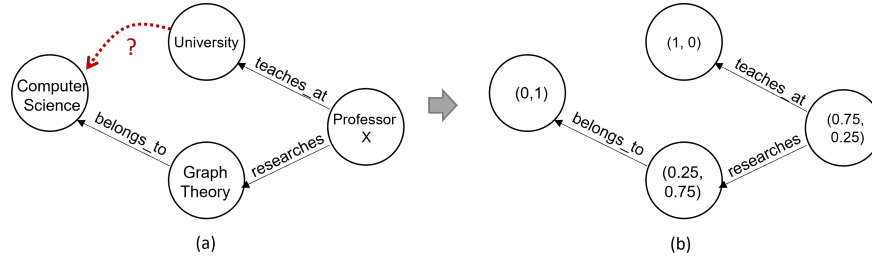 ?
University
Computer
Science
teaches_at
belongs_to
Professor
X
researches
Graph
Theory
(a)
(1, 0)
(0,1)
teaches_at
belongs_to
(0.75,
0.25)
researches
(0.25,
0.75)
(b)